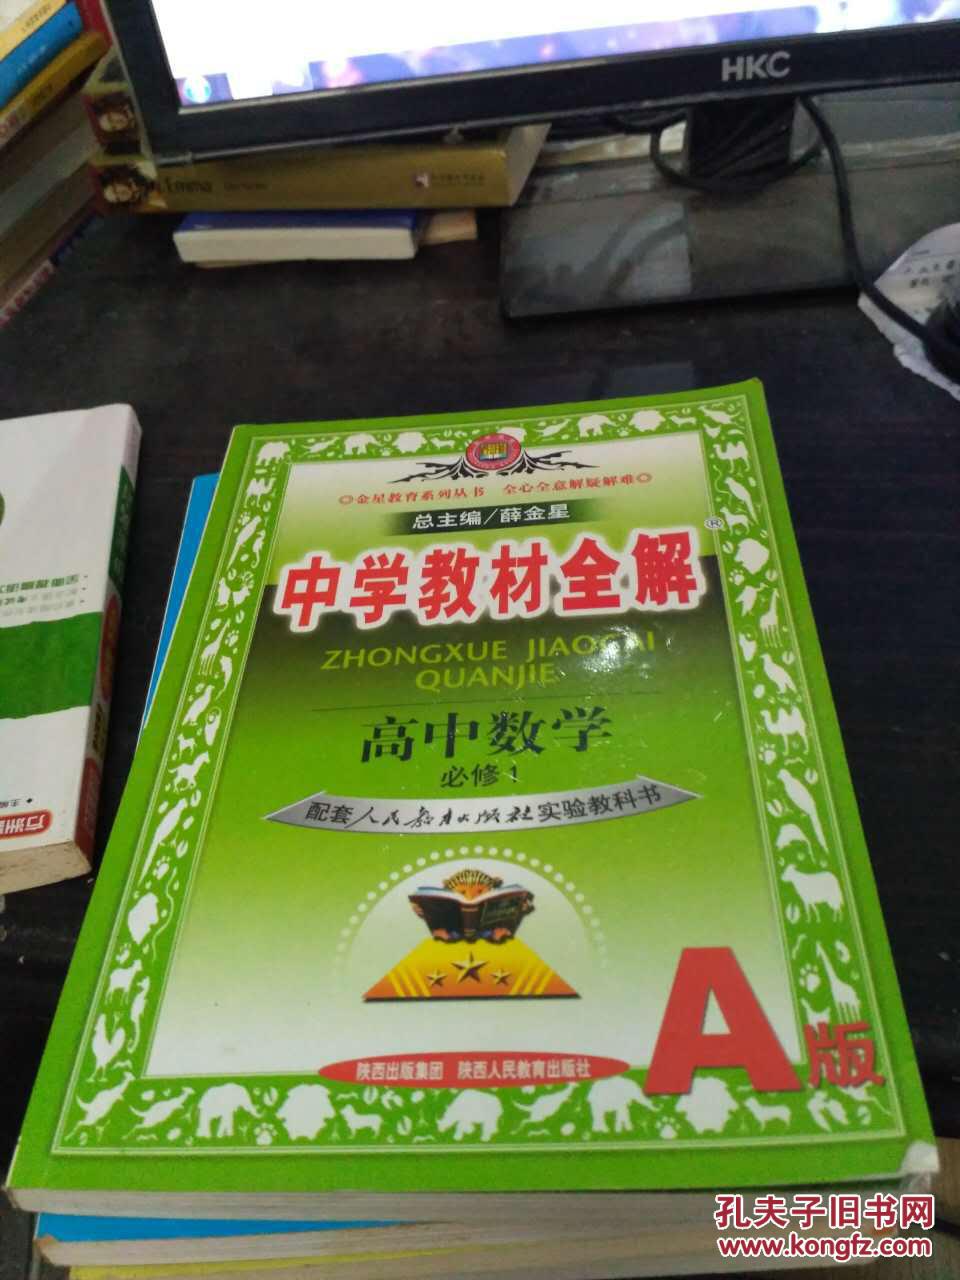 HKC
Emma
金星教育系列丛书 全心全意解疑解难
总主编/薛金星
中学教材全解®
ZHONGXUE JIAOCAI
QUANJIE
高中数学
必修1
配套人民教育出版社实验教科书
A版
陕西出版集团 陕西人民教育出版社
孔夫子旧书网
www.kongfz.com